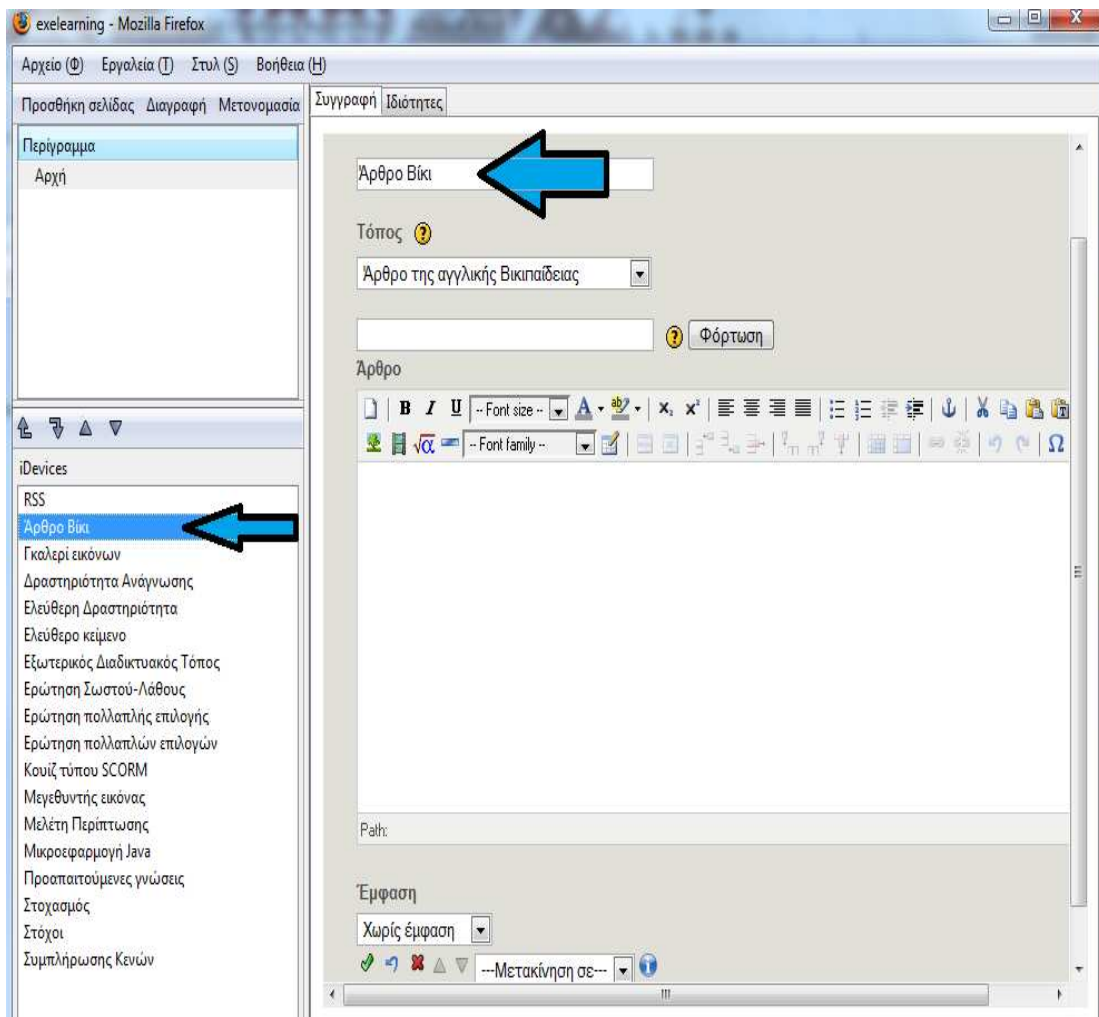 exelearning - Mozilla Firefox
Αρχείο (Φ) Εργαλεία (Τ) Στυλ (S) Βοήθεια (Η)
Προσθήκη σελίδας Διαγραφή Μετονομασία
Περίγραμμα
Αρχή
iDevices
RSS
Άρθρο Βίκι
Γκαλερί εικόνων
Δραστηριότητα Ανάγνωσης
Ελεύθερη Δραστηριότητα
Ελεύθερο κείμενο
Εξωτερικός Διαδικτυακός Τόπος
Ερώτηση Σωστού-Λάθους
Ερώτηση πολλαπλής επιλογής
Ερώτηση πολλαπλών επιλογών
Κουίζ τύπου SCORM
Μεγεθυντής εικόνας
Μελέτη Περίπτωσης
Μικροεφαρμογή Java
Προαπαιτούμενες γνώσεις
Στοχασμός
Στόχοι
Συμπλήρωσης Κενών
Συγγραφή Ιδιότητες
Άρθρο Βίκι
Τόπος
Άρθρο της αγγλικής Βικιπαίδειας
Φόρτωση
Άρθρο
B I U -- Font size -- A ab x, x²
√α -- Font family -- Ω
Path:
Έμφαση
Χωρίς έμφαση
---Μετακίνηση σε---